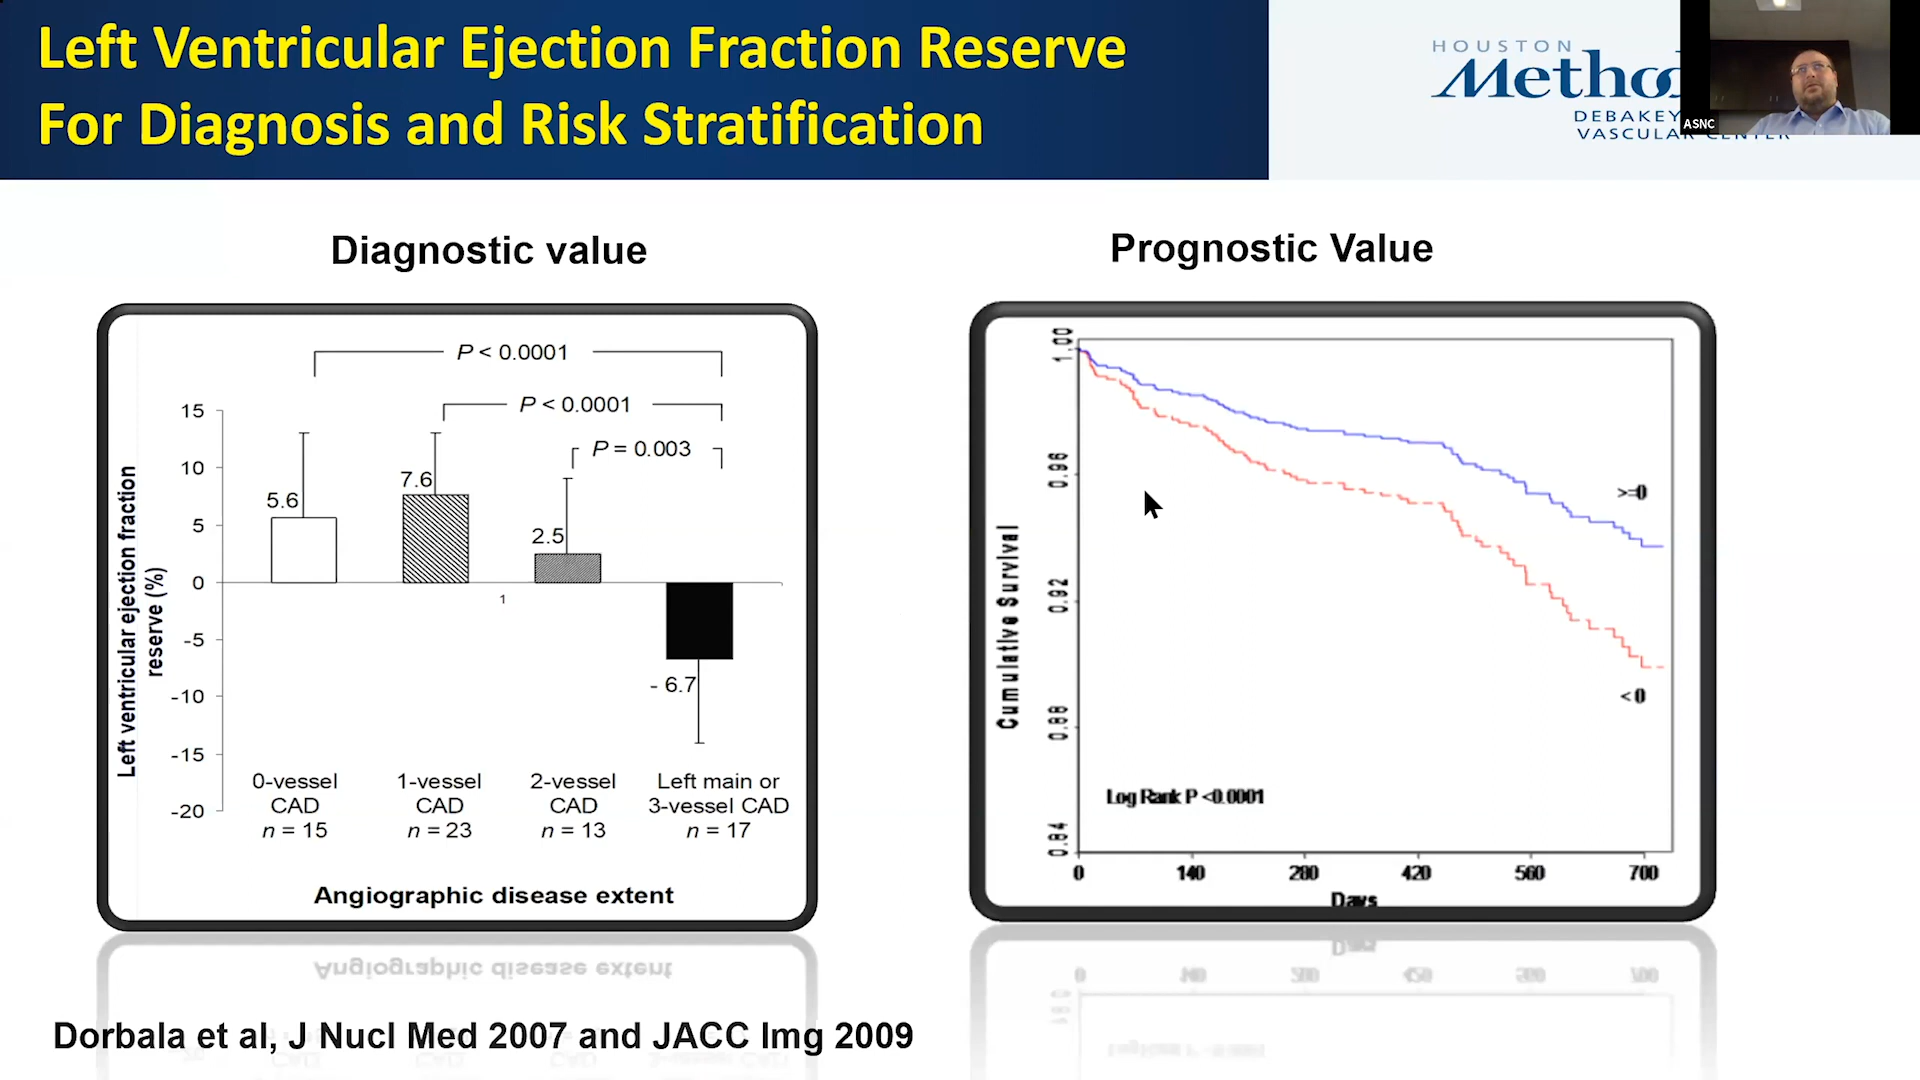 Left Ventricular Ejection Fraction Reserve
For Diagnosis and Risk Stratification
HOUSTON
DEBAKEY
VASCULAR CENTER
ASNC
Diagnostic value
P < 0.0001
P < 0.0001
P = 0.003
15
10
5
0
-5
-10
-15
-20
5.6
7.6
2.5
- 6.7
1
Left ventricular ejection fraction
reserve (%)
0-vessel
CAD
n = 15
1-vessel
CAD
n = 23
2-vessel
CAD
n = 13
Left main or
3-vessel CAD
n = 17
Angiographic disease extent
Prognostic Value
1.00
0.96
0.92
0.88
0.84
Cumulative Survival
>=0
<0
Log Rank P <0.0001
0 140 280 420 560 700
Days
Dorbala et al, J Nucl Med 2007 and JACC Img 2009